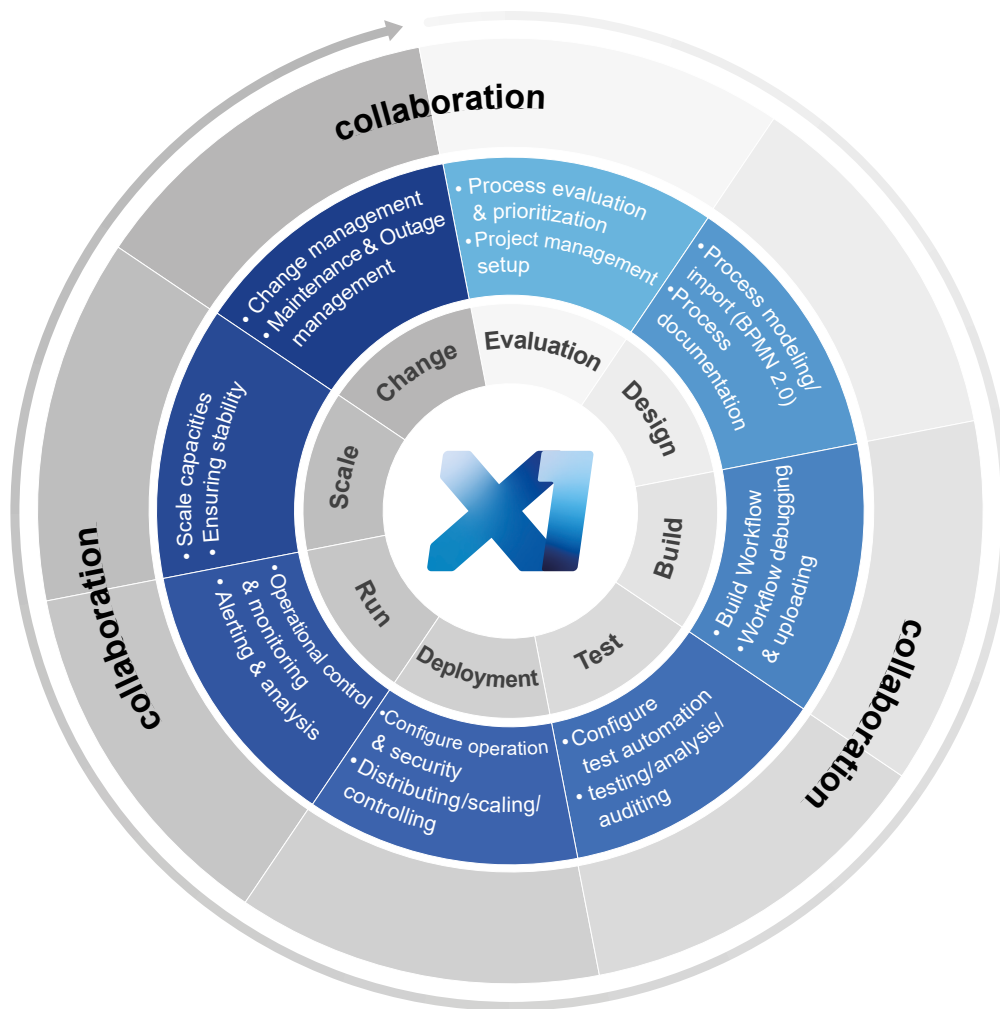 collaboration
• Process evaluation
& prioritization
• Project management
setup
• Process modeling/
import (BPMN 2.0)
• Process
documentation
• Build Workflow
• Workflow debugging
& uploading
• Configure
test automation
• testing/analysis/
auditing
• Configure operation
& security
• Distributing/scaling/
controlling
• Operational control
& monitoring
• Alerting & analysis
• Scale capacities
• Ensuring stability
• Change management
• Maintenance & Outage
management
Evaluation
Design
Build
Test
Deployment
Run
Scale
Change
X1
collaboration
collaboration